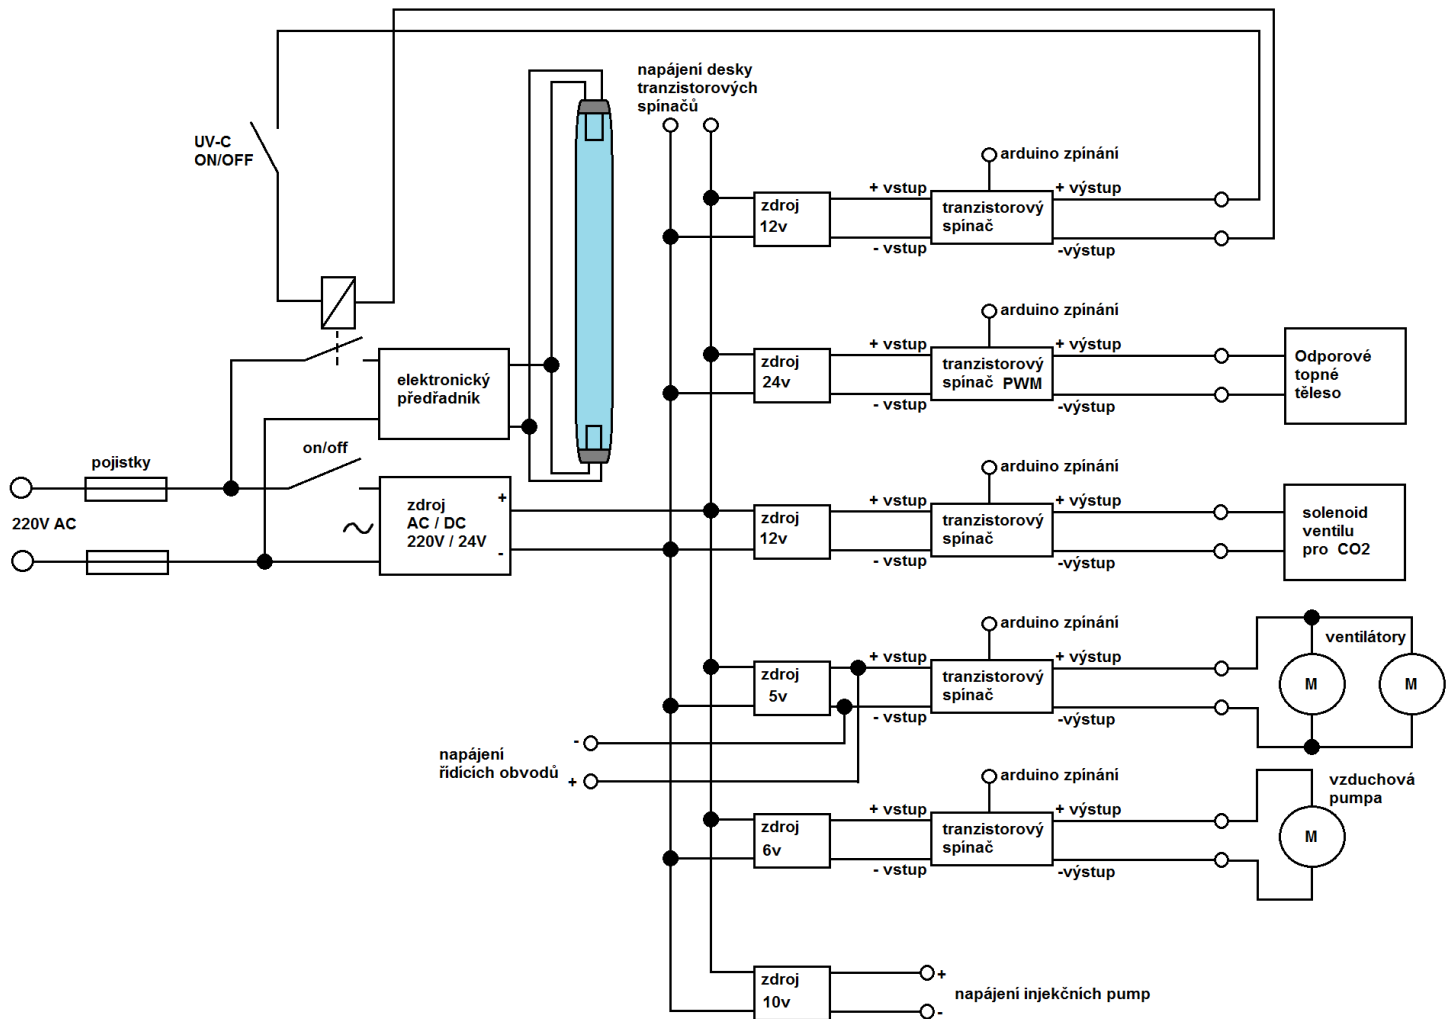 napájení desky
tranzistorových
spínačů
UV-C
ON/OFF
arduino zpínání
+ vstup
+ výstup
zdroj
12v
tranzistorový
spínač
- vstup
-výstup
arduino zpínání
+ vstup
+ výstup
zdroj
24v
tranzistorový
spínač PWM
- vstup
-výstup
Odporové
topné
těleso
elektronický
předřadník
on/off
pojistky
220V AC
zdroj
AC / DC
220V / 24V
+
-
arduino zpínání
+ vstup
+ výstup
zdroj
12v
tranzistorový
spínač
- vstup
-výstup
solenoid
ventilu
pro CO2
arduino zpínání
+ vstup
+ výstup
zdroj
5v
tranzistorový
spínač
- vstup
-výstup
ventilátory
M
M
napájení
řídících obvodů
-
+
arduino zpínání
+ vstup
+ výstup
zdroj
6v
tranzistorový
spínač
- vstup
-výstup
vzduchová
pumpa
M
zdroj
10v
+
-
napájení injekčních pump